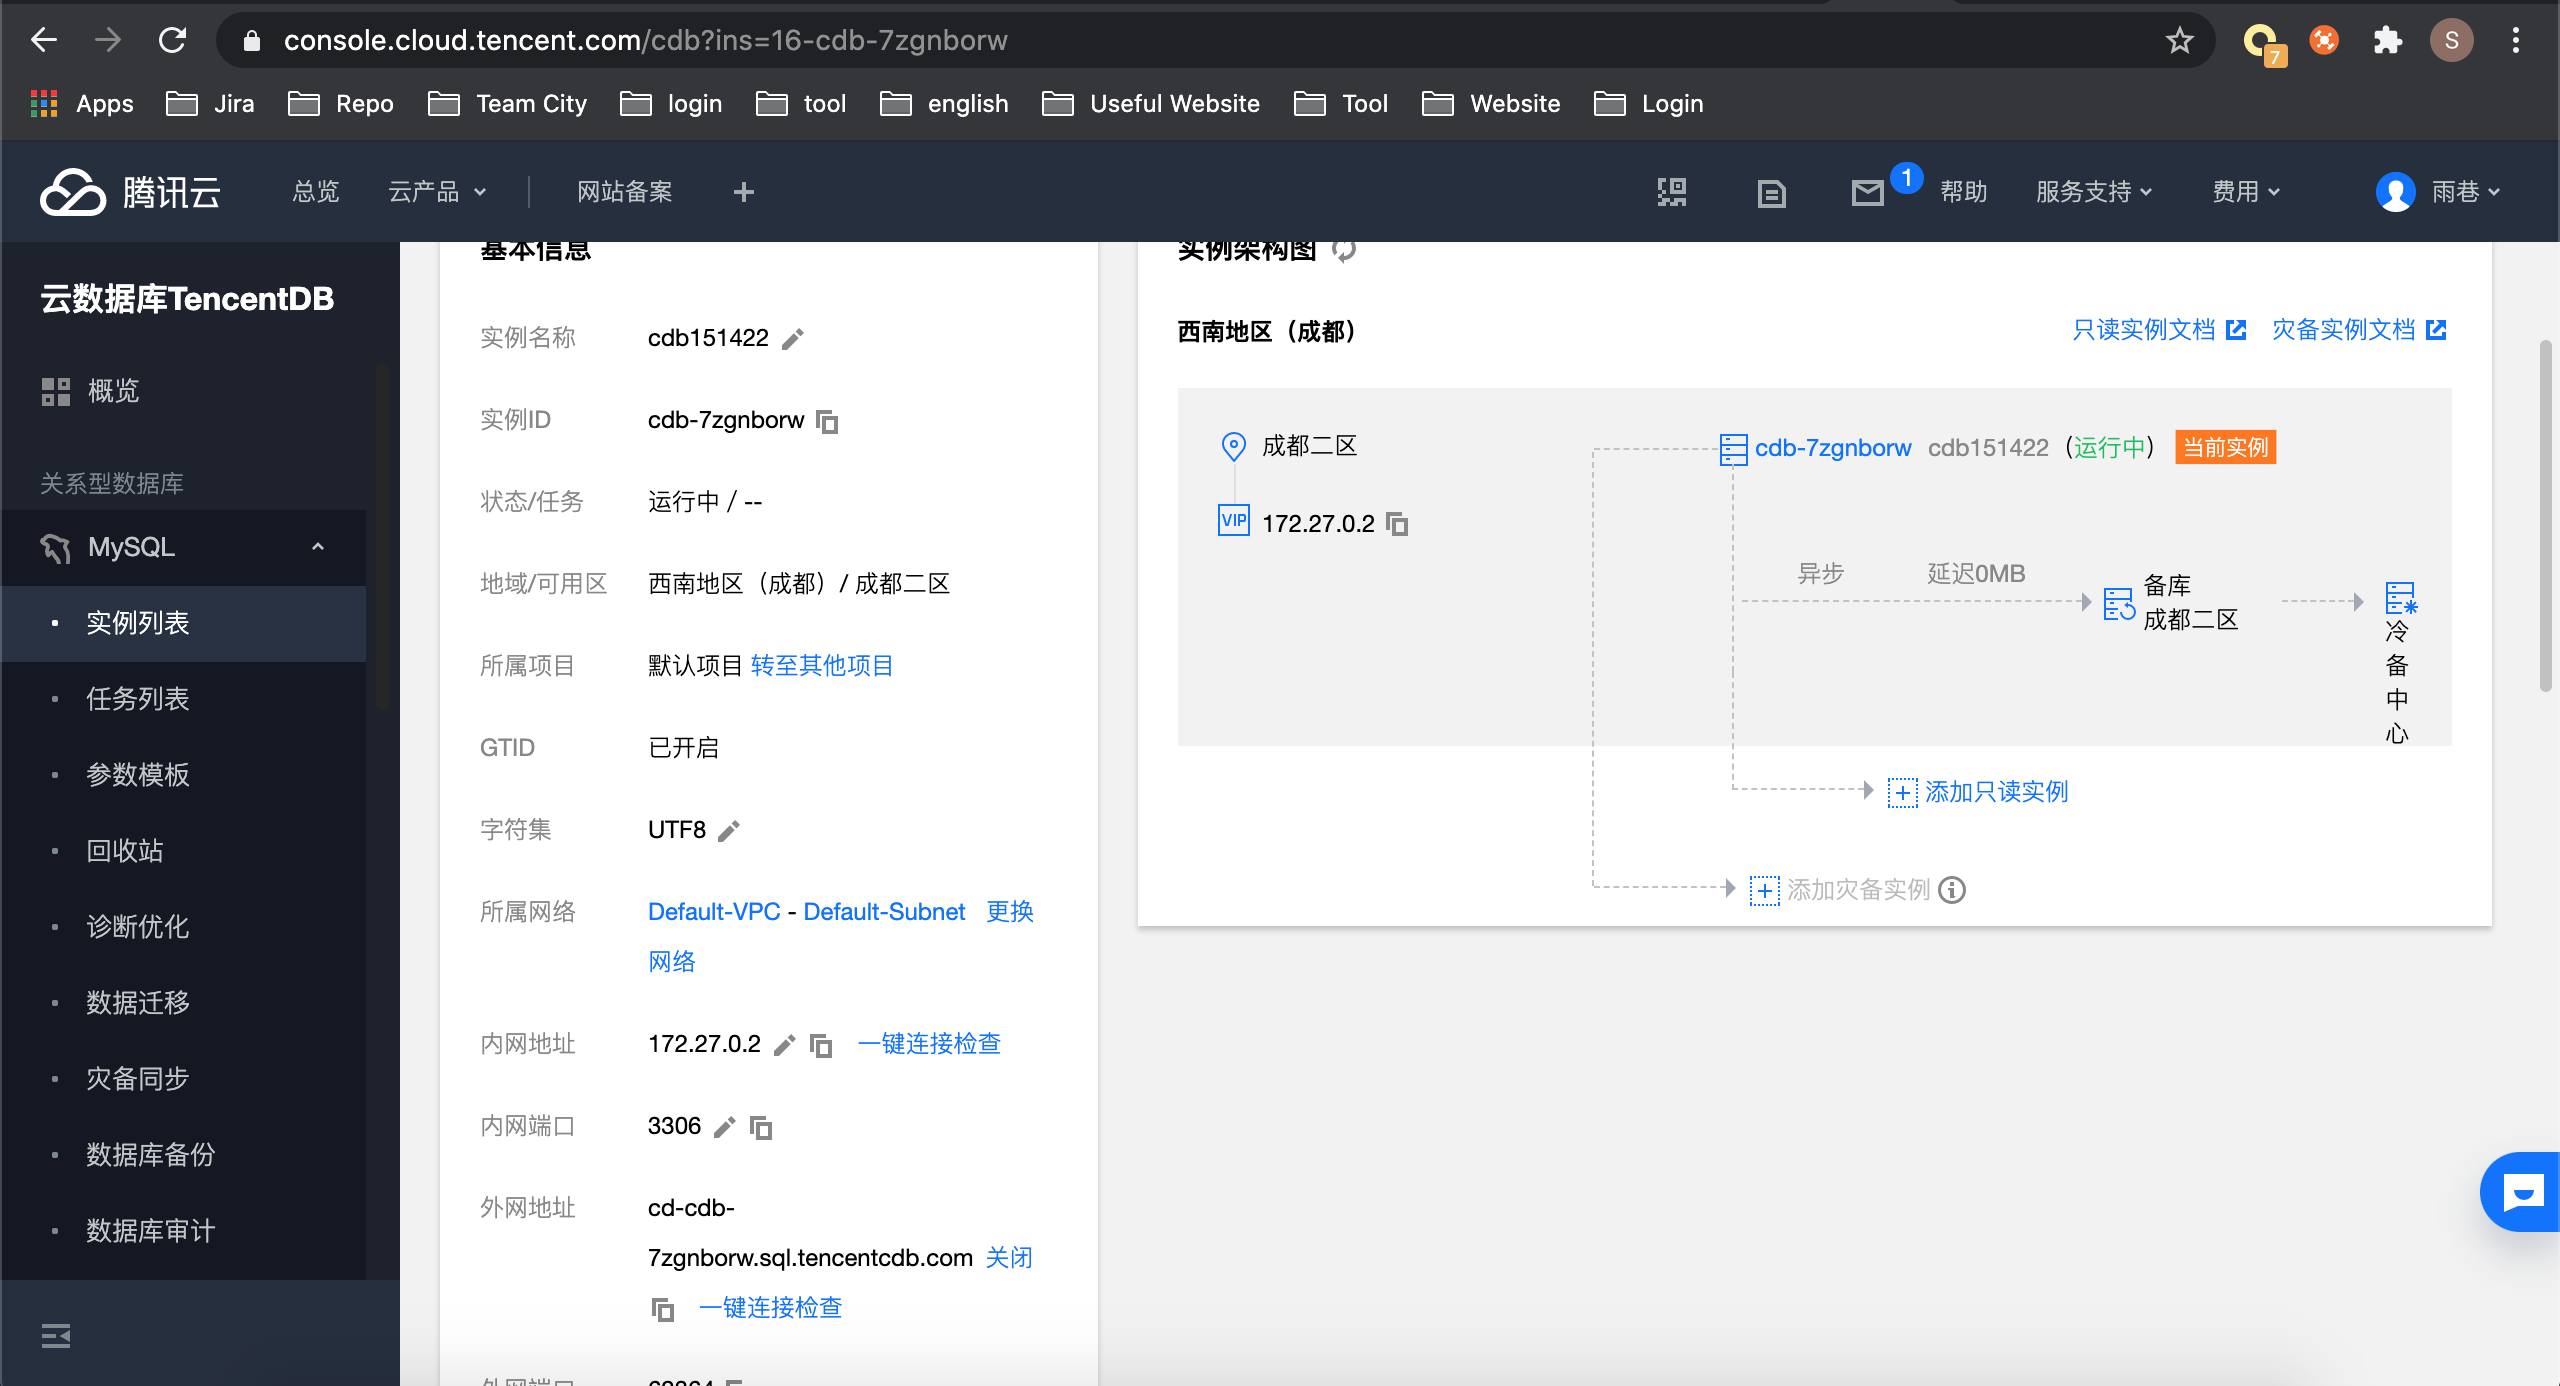 console.cloud.tencent.com/cdb?ins=16-cdb-7zgnborw
7
S
Apps
Jira
Repo
Team City
login
tool
english
Useful Website
Tool
Website
Login
腾讯云
总览
云产品
网站备案
1
帮助
服务支持
费用
雨巷
云数据库TencentDB
概览
关系型数据库
MySQL
实例列表
任务列表
参数模板
回收站
诊断优化
数据迁移
灾备同步
数据库备份
数据库审计
基本信息
实例名称 cdb151422
实例ID cdb-7zgnborw
状态/任务 运行中 / --
地域/可用区 西南地区（成都）/ 成都二区
所属项目 默认项目 转至其他项目
GTID 已开启
字符集 UTF8
所属网络 Default-VPC - Default-Subnet 更换
网络
内网地址 172.27.0.2 一键连接检查
内网端口 3306
外网地址 cd-cdb-
7zgnborw.sql.tencentcdb.com 关闭
一键连接检查
外网端口
实例架构图
西南地区（成都）
只读实例文档
灾备实例文档
成都二区
VIP 172.27.0.2
cdb-7zgnborw cdb151422（运行中） 当前实例
异步 延迟0MB
备库
成都二区
冷
备
中
心
添加只读实例
添加灾备实例